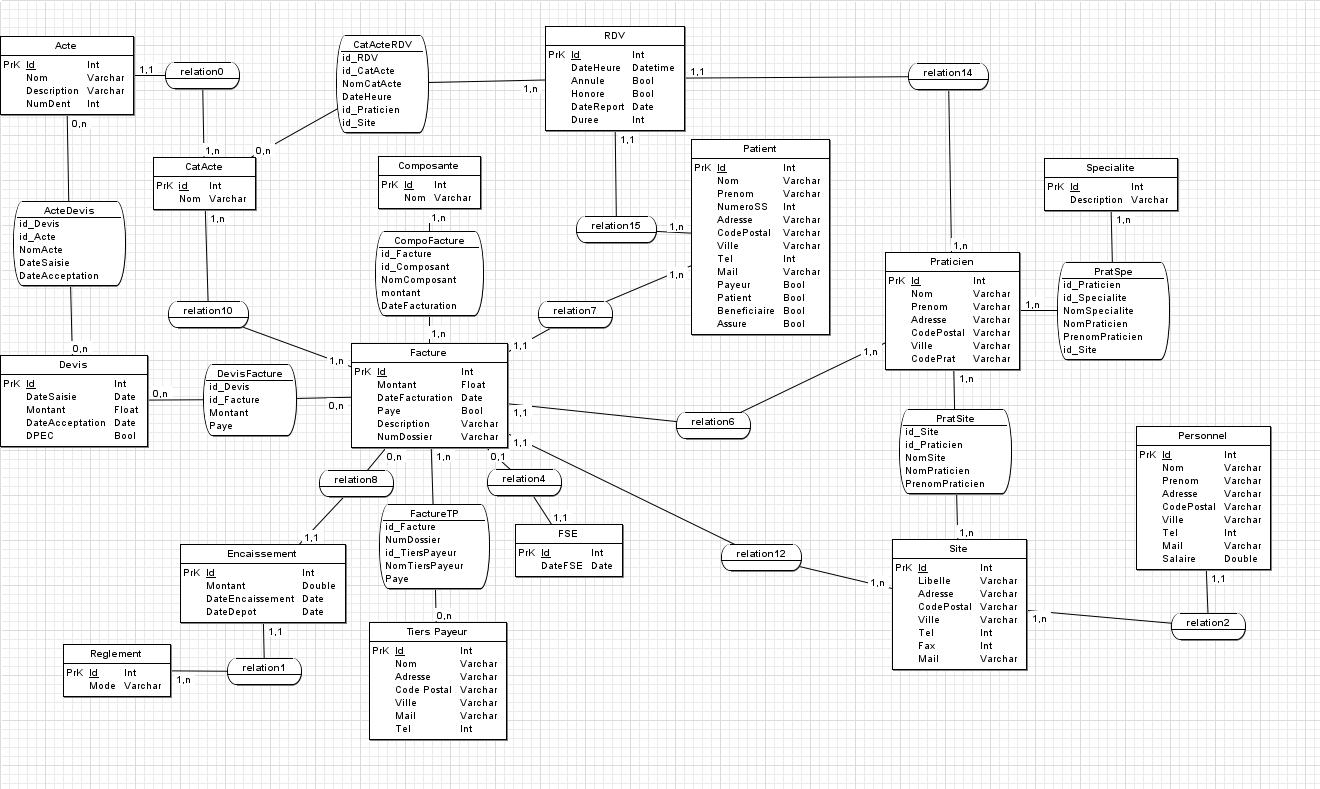 Acte
PrK Id Int
Nom Varchar
Description Varchar
NumDent Int
1,1
relation0
0,n
1,n
CatActeRDV
id_RDV
id_CatActe
NomCatActe
DateHeure
id_Praticien
id_Site
0,n
1,n
RDV
PrK Id Int
DateHeure Datetime
Annule Bool
Honore Bool
DateReport Date
Duree Int
1,1
1,1
relation14
1,n
CatActe
PrK id Int
Nom Varchar
1,n
Composante
PrK Id Int
Nom Varchar
1,n
Patient
PrK Id Int
Nom Varchar
Prenom Varchar
NumeroSS Int
Adresse Varchar
CodePostal Varchar
Ville Varchar
Tel Int
Mail Varchar
Payeur Bool
Patient Bool
Beneficiaire Bool
Assure Bool
relation15
1,n
1,n
Specialite
PrK Id Int
Description Varchar
1,n
ActeDevis
id_Devis
id_Acte
NomActe
DateSaisie
DateAcceptation
0,n
CompoFacture
id_Facture
id_Composant
NomComposant
montant
DateFacturation
1,n
Praticien
PrK Id Int
Nom Varchar
Prenom Varchar
Adresse Varchar
CodePostal Varchar
Ville Varchar
CodePrat Varchar
1,n
1,n
1,n
PratSpe
id_Praticien
id_Specialite
NomSpecialite
NomPraticien
PrenomPraticien
id_Site
relation10
1,n
relation7
1,1
Devis
PrK Id Int
DateSaisie Date
Montant Float
DateAcceptation Date
DPEC Bool
0,n
DevisFacture
id_Devis
id_Facture
Montant
Paye
0,n
Facture
PrK Id Int
Montant Float
DateFacturation Date
Paye Bool
Description Varchar
NumDossier Varchar
1,1
1,1
0,n
1,n
0,1
relation6
PratSite
id_Site
id_Praticien
NomSite
NomPraticien
PrenomPraticien
1,n
Personnel
PrK Id Int
Nom Varchar
Prenom Varchar
Adresse Varchar
CodePostal Varchar
Ville Varchar
Tel Int
Mail Varchar
Salaire Double
1,1
relation8
1,1
relation4
1,1
FactureTP
id_Facture
NumDossier
id_TiersPayeur
NomTiersPayeur
Paye
0,n
FSE
PrK Id Int
DateFSE Date
relation12
1,n
Site
PrK Id Int
Libelle Varchar
Adresse Varchar
CodePostal Varchar
Ville Varchar
Tel Int
Fax Int
Mail Varchar
1,n
relation2
Encaissement
PrK Id Int
Montant Double
DateEncaissement Date
DateDepot Date
1,1
Reglement
PrK Id Int
Mode Varchar
1,n
relation1
Tiers Payeur
PrK Id Int
Nom Varchar
Adresse Varchar
Code Postal Varchar
Ville Varchar
Mail Varchar
Tel Int